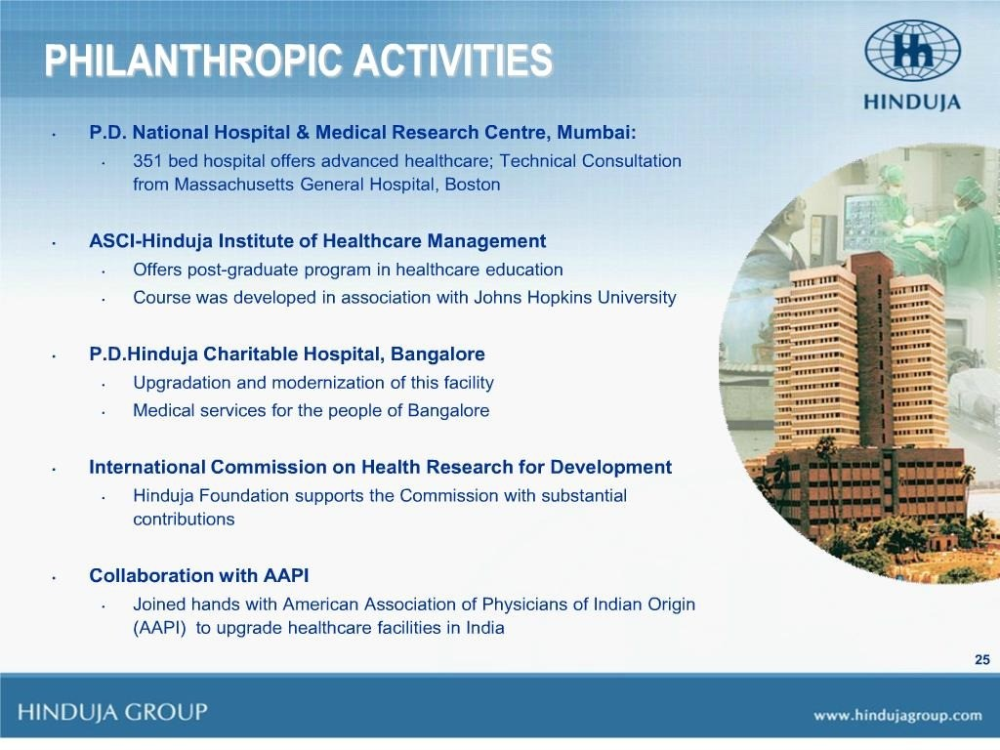 PHILANTHROPIC ACTIVITIES
HINDUJA
P.D. National Hospital & Medical Research Centre, Mumbai:
351 bed hospital offers advanced healthcare; Technical Consultation
from Massachusetts General Hospital, Boston
ASCI-Hinduja Institute of Healthcare Management
Offers post-graduate program in healthcare education
Course was developed in association with Johns Hopkins University
P.D.Hinduja Charitable Hospital, Bangalore
Upgradation and modernization of this facility
Medical services for the people of Bangalore
International Commission on Health Research for Development
Hinduja Foundation supports the Commission with substantial
contributions
Collaboration with AAPI
Joined hands with American Association of Physicians of Indian Origin
(AAPI)  to upgrade healthcare facilities in India
25
HINDUJA GROUP
www.hindujagroup.com